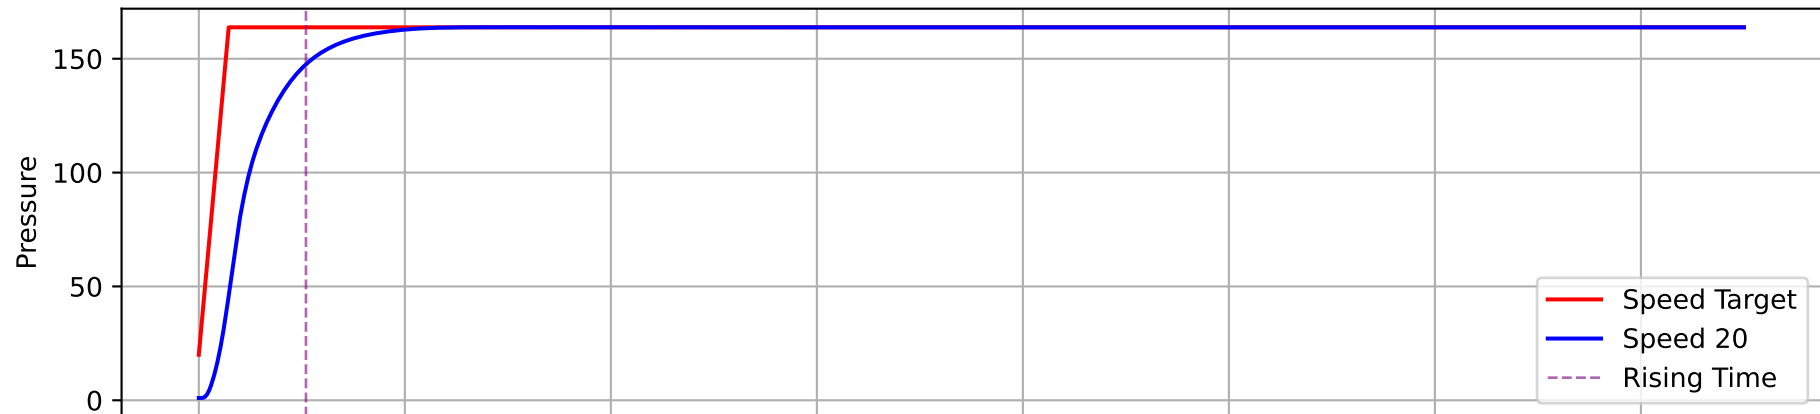 150
100
50
0
Pressure
Speed Target
Speed 20
Rising Time